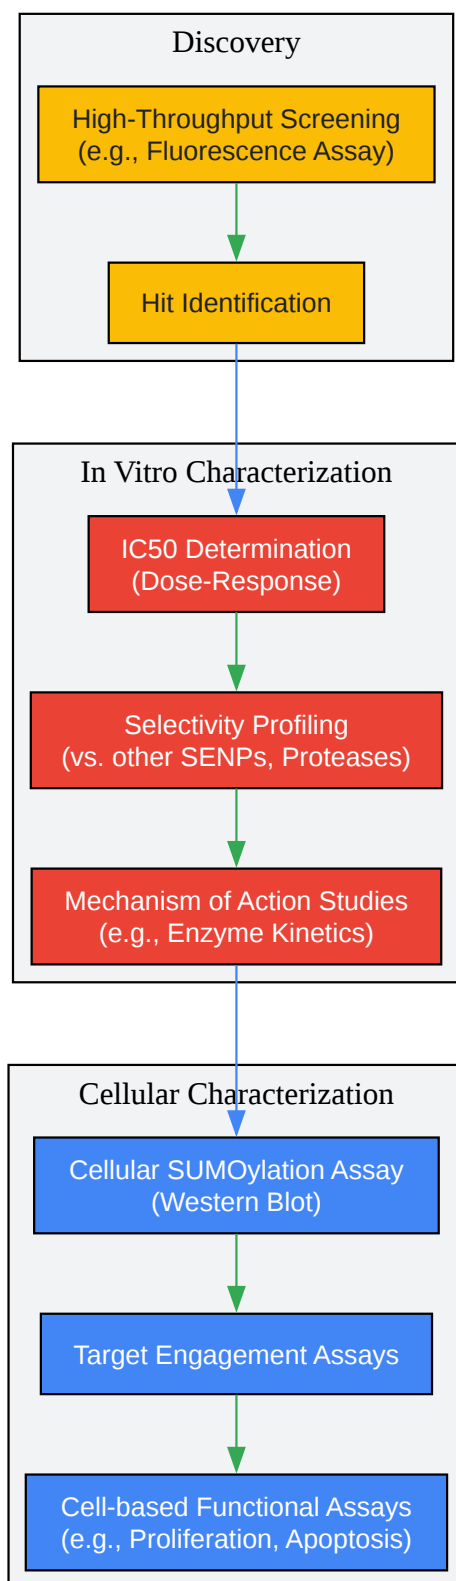 Discovery
High-Throughput Screening
(e.g., Fluorescence Assay)
Hit Identification
In Vitro Characterization
IC50 Determination
(Dose-Response)
Selectivity Profiling
(vs. other SENPs, Proteases)
Mechanism of Action Studies
(e.g., Enzyme Kinetics)
Cellular Characterization
Cellular SUMOylation Assay
(Western Blot)
Target Engagement Assays
Cell-based Functional Assays
(e.g., Proliferation, Apoptosis)